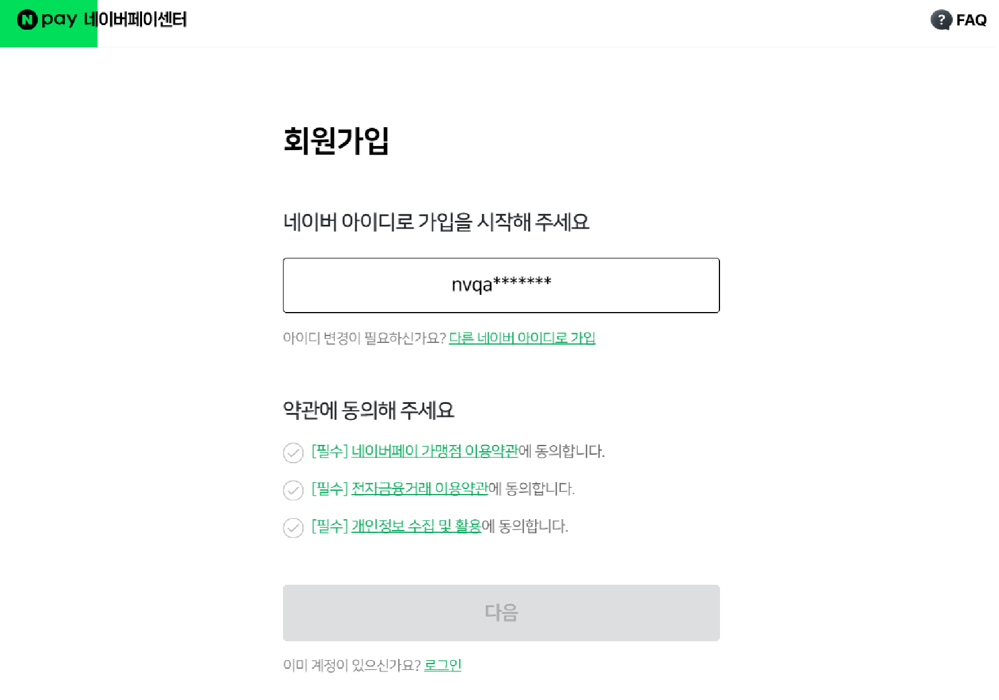 N pay 네이버페이센터
? FAQ
회원가입
네이버 아이디로 가입을 시작해 주세요
nvqa*******
아이디 변경이 필요하신가요? 다른 네이버 아이디로 가입
약관에 동의해 주세요
[필수] 네이버페이 가맹점 이용약관에 동의합니다.
[필수] 전자금융거래 이용약관에 동의합니다.
[필수] 개인정보 수집 및 활용에 동의합니다.
다음
이미 계정이 있으신가요? 로그인